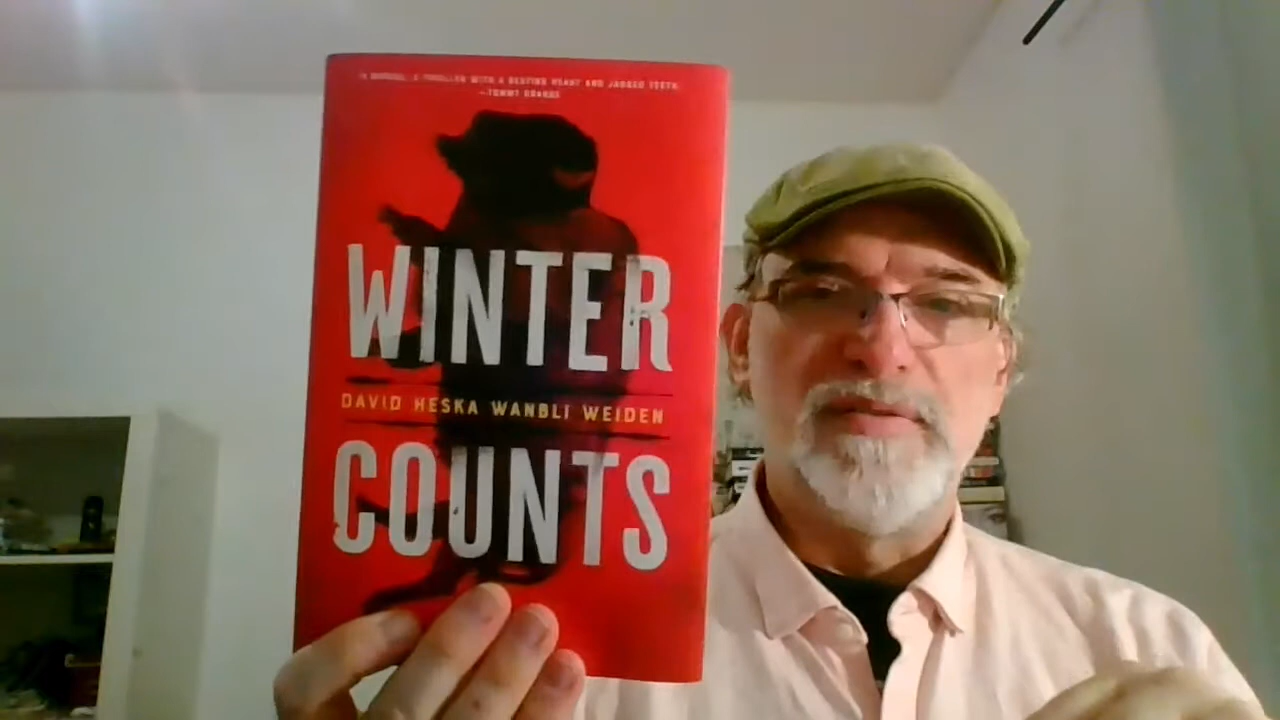 "A MARVEL. A THRILLER WITH A BEATING HEART AND JAGGED TEETH."
—TOMMY ORANGE
WINTER
DAVID HESKA WANBLI WEIDEN
COUNTS